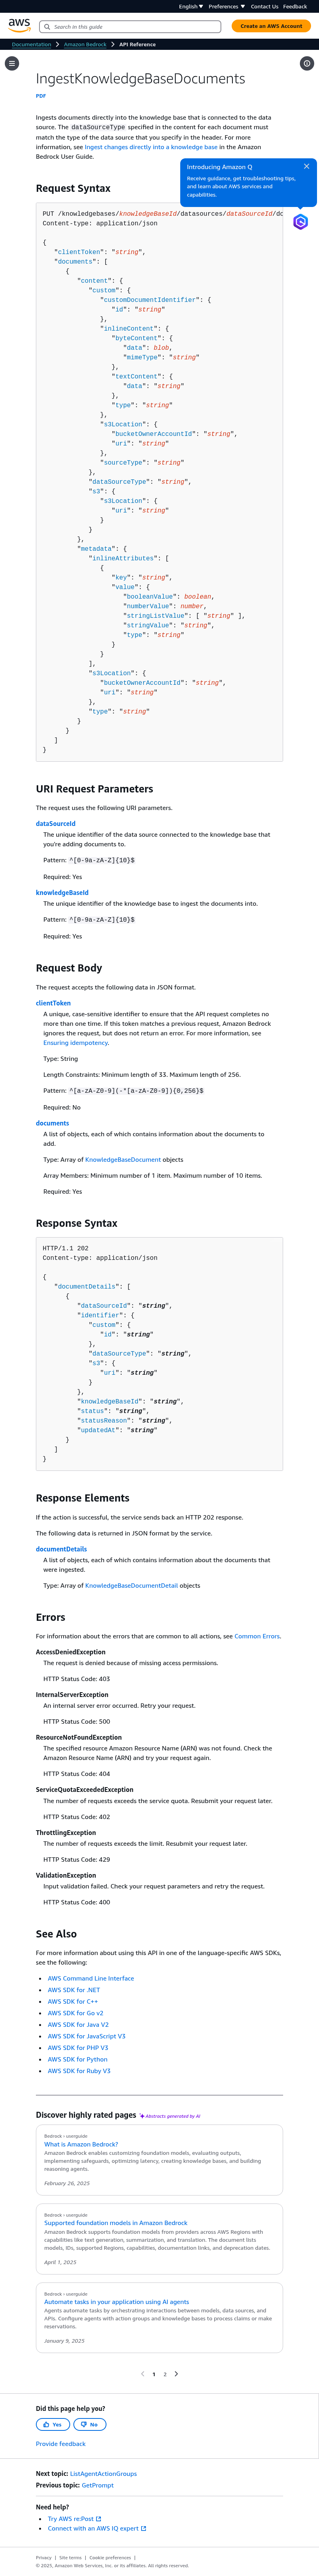 English
Preferences
Contact Us
Feedback
aws
Search in this guide
Create an AWS Account
Documentation
Amazon Bedrock
API Reference
IngestKnowledgeBaseDocuments
PDF
Ingests documents directly into the knowledge base that is connected to the data
source. The dataSourceType specified in the content for each document must
match the type of the data source that you specify in the header. For more
information, see Ingest changes directly into a knowledge base in the Amazon
Bedrock User Guide.
Introducing Amazon Q
Receive guidance, get troubleshooting tips,
and learn about AWS services and
capabilities.
Request Syntax
PUT /knowledgebases/knowledgeBaseId/datasources/dataSourceId/do
Content-type: application/json
{
"clientToken": "string",
"documents": [
{
"content": {
"custom": {
"customDocumentIdentifier": {
"id": "string"
},
"inlineContent": {
"byteContent": {
"data": blob,
"mimeType": "string"
},
"textContent": {
"data": "string"
},
"type": "string"
},
"s3Location": {
"bucketOwnerAccountId": "string",
"uri": "string"
},
"sourceType": "string"
},
"dataSourceType": "string",
"s3": {
"s3Location": {
"uri": "string"
}
}
},
"metadata": {
"inlineAttributes": [
{
"key": "string",
"value": {
"booleanValue": boolean,
"numberValue": number,
"stringListValue": [ "string" ],
"stringValue": "string",
"type": "string"
}
}
],
"s3Location": {
"bucketOwnerAccountId": "string",
"uri": "string"
},
"type": "string"
}
}
]
}
URI Request Parameters
The request uses the following URI parameters.
dataSourceId
The unique identifier of the data source connected to the knowledge base that
you're adding documents to.
Pattern: ^[0-9a-zA-Z]{10}$
Required: Yes
knowledgeBaseId
The unique identifier of the knowledge base to ingest the documents into.
Pattern: ^[0-9a-zA-Z]{10}$
Required: Yes
Request Body
The request accepts the following data in JSON format.
clientToken
A unique, case-sensitive identifier to ensure that the API request completes no
more than one time. If this token matches a previous request, Amazon Bedrock
ignores the request, but does not return an error. For more information, see
Ensuring idempotency.
Type: String
Length Constraints: Minimum length of 33. Maximum length of 256.
Pattern: ^[a-zA-Z0-9](-*[a-zA-Z0-9]){0,256}$
Required: No
documents
A list of objects, each of which contains information about the documents to
add.
Type: Array of KnowledgeBaseDocument objects
Array Members: Minimum number of 1 item. Maximum number of 10 items.
Required: Yes
Response Syntax
HTTP/1.1 202
Content-type: application/json
{
"documentDetails": [
{
"dataSourceId": "string",
"identifier": {
"custom": {
"id": "string"
},
"dataSourceType": "string",
"s3": {
"uri": "string"
}
},
"knowledgeBaseId": "string",
"status": "string",
"statusReason": "string",
"updatedAt": "string"
}
]
}
Response Elements
If the action is successful, the service sends back an HTTP 202 response.
The following data is returned in JSON format by the service.
documentDetails
A list of objects, each of which contains information about the documents that
were ingested.
Type: Array of KnowledgeBaseDocumentDetail objects
Errors
For information about the errors that are common to all actions, see Common Errors.
AccessDeniedException
The request is denied because of missing access permissions.
HTTP Status Code: 403
InternalServerException
An internal server error occurred. Retry your request.
HTTP Status Code: 500
ResourceNotFoundException
The specified resource Amazon Resource Name (ARN) was not found. Check the
Amazon Resource Name (ARN) and try your request again.
HTTP Status Code: 404
ServiceQuotaExceededException
The number of requests exceeds the service quota. Resubmit your request later.
HTTP Status Code: 402
ThrottlingException
The number of requests exceeds the limit. Resubmit your request later.
HTTP Status Code: 429
ValidationException
Input validation failed. Check your request parameters and retry the request.
HTTP Status Code: 400
See Also
For more information about using this API in one of the language-specific AWS SDKs,
see the following:
AWS Command Line Interface
AWS SDK for .NET
AWS SDK for C++
AWS SDK for Go v2
AWS SDK for Java V2
AWS SDK for JavaScript V3
AWS SDK for PHP V3
AWS SDK for Python
AWS SDK for Ruby V3
Discover highly rated pages Abstracts generated by AI
Bedrock › userguide
What is Amazon Bedrock?
Amazon Bedrock enables customizing foundation models, evaluating outputs,
implementing safeguards, optimizing latency, creating knowledge bases, and building
reasoning agents.
February 26, 2025
Bedrock › userguide
Supported foundation models in Amazon Bedrock
Amazon Bedrock supports foundation models from providers across AWS Regions with
capabilities like text generation, summarization, and translation. The document lists
models, IDs, supported Regions, capabilities, documentation links, and deprecation dates.
April 1, 2025
Bedrock › userguide
Automate tasks in your application using AI agents
Agents automate tasks by orchestrating interactions between models, data sources, and
APIs. Configure agents with action groups and knowledge bases to process claims or make
reservations.
January 9, 2025
1 2
Did this page help you?
Yes
No
Provide feedback
Next topic: ListAgentActionGroups
Previous topic: GetPrompt
Need help?
Try AWS re:Post
Connect with an AWS IQ expert
Privacy | Site terms | Cookie preferences |
© 2025, Amazon Web Services, Inc. or its affiliates. All rights reserved.